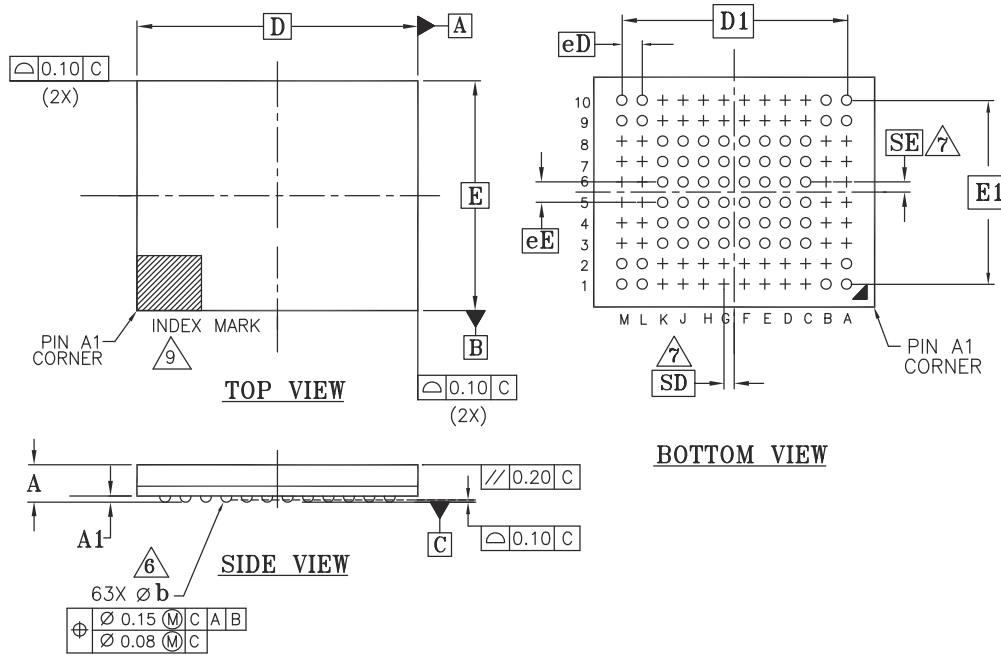 D
A
⌓ 0.10 C
(2X)
E
PIN A1
CORNER
INDEX MARK
9
B
⌓ 0.10 C
(2X)
TOP VIEW
D1
eD
10
9
8
7
6
5
4
3
2
1
SE 7
E1
eE
M L K J H G F E D C B A
7
SD
PIN A1
CORNER
BOTTOM VIEW
A
A1
// 0.20 C
C
⌓ 0.10 C
6
SIDE VIEW
63X Ø b
⌖ Ø 0.15 Ⓜ C A B
Ø 0.08 Ⓜ C